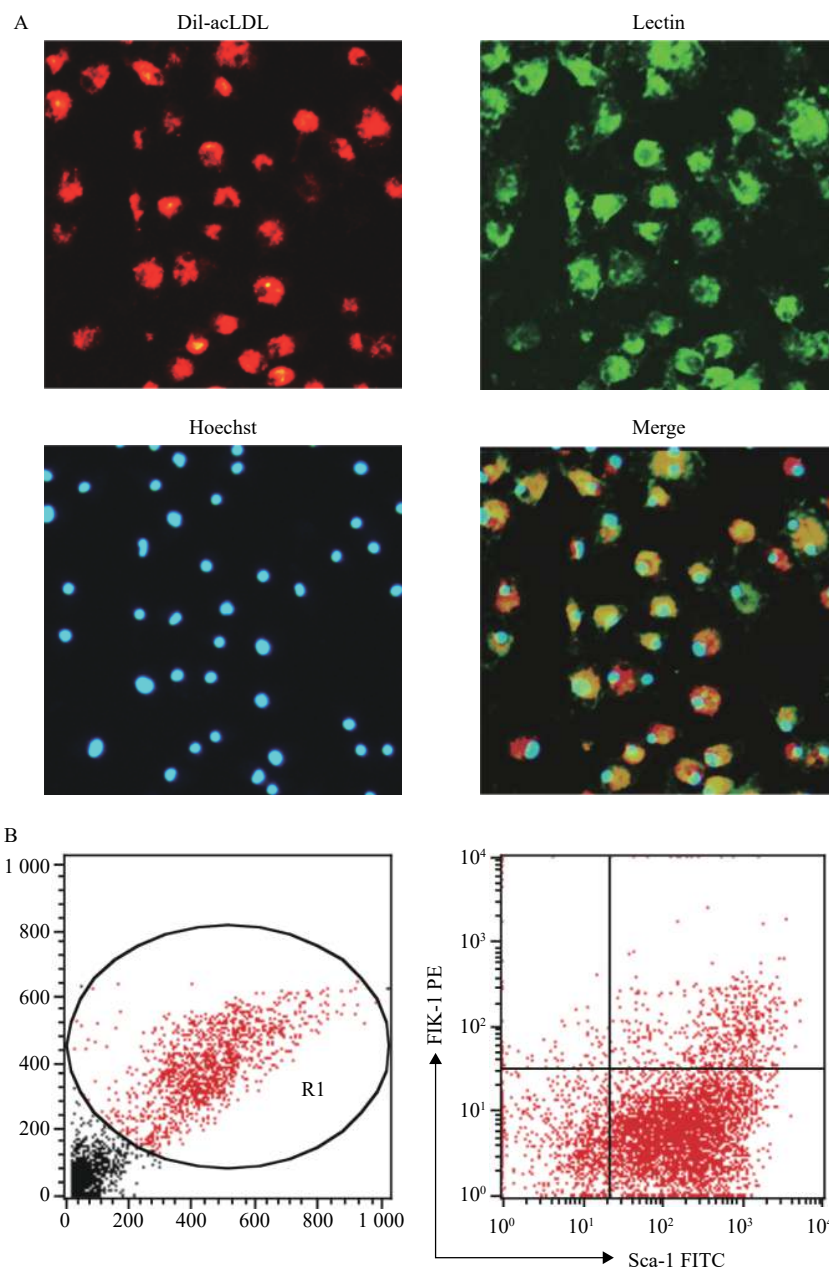 A
Dil-acLDL
Lectin
Hoechst
Merge
B
1 000
800
600
400
200
0
R1
0 200 400 600 800 1 000
FIK-1 PE
10⁴
10³
10²
10¹
10⁰
10⁰ 10¹ 10² 10³ 10⁴
Sca-1 FITC